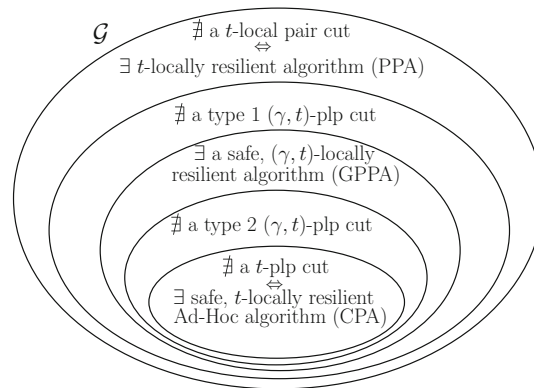 𝒢
∄ a t-local pair cut
⇔
∃ t-locally resilient algorithm (PPA)
∄ a type 1 (γ, t)-plp cut
∃ a safe, (γ, t)-locally
resilient algorithm (GPPA)
∄ a type 2 (γ, t)-plp cut
∄ a t-plp cut
⇔
∃ safe, t-locally resilient
Ad-Hoc algorithm (CPA)